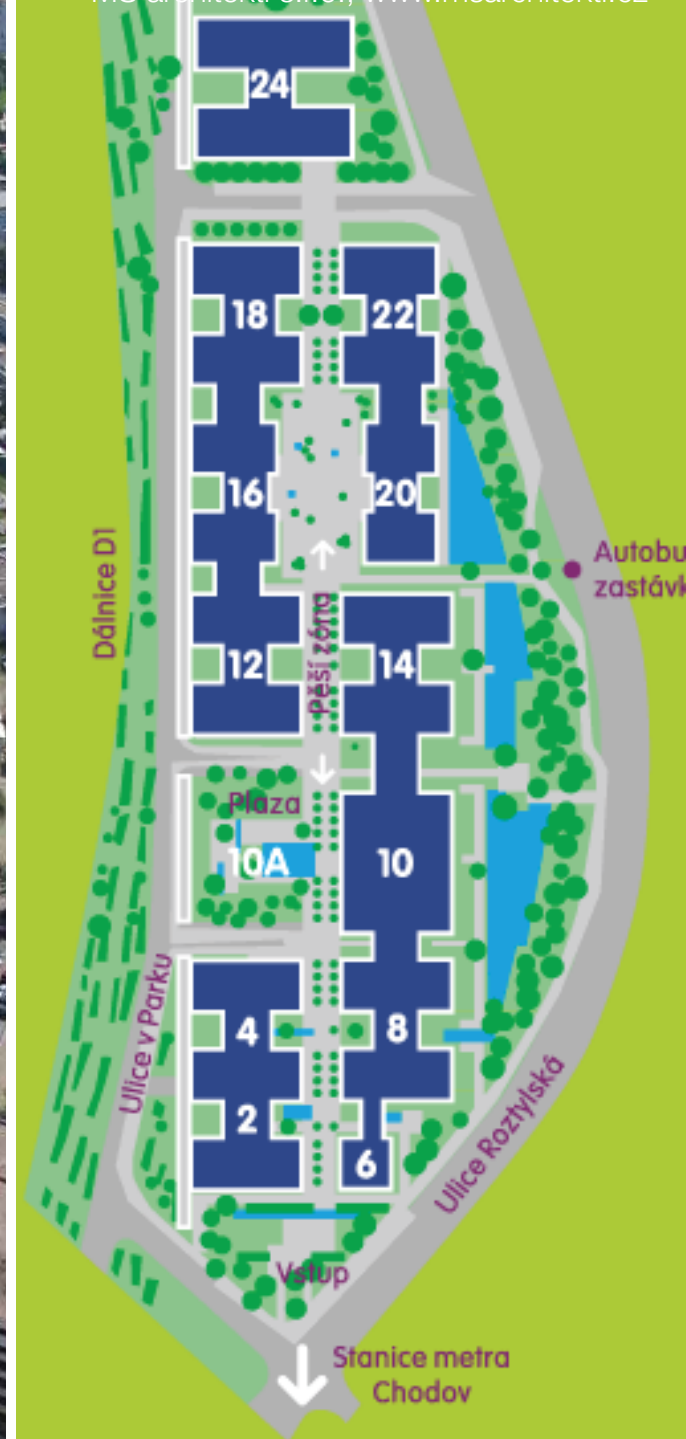 24
18
22
16
20
Autobu
zastávk
Dálnice D1
Pěší zóna
12
14
Plaza
10A
10
Ulice v Parku
4
8
2
6
Ulice Roztylská
Vstup
Stanice metra
Chodov